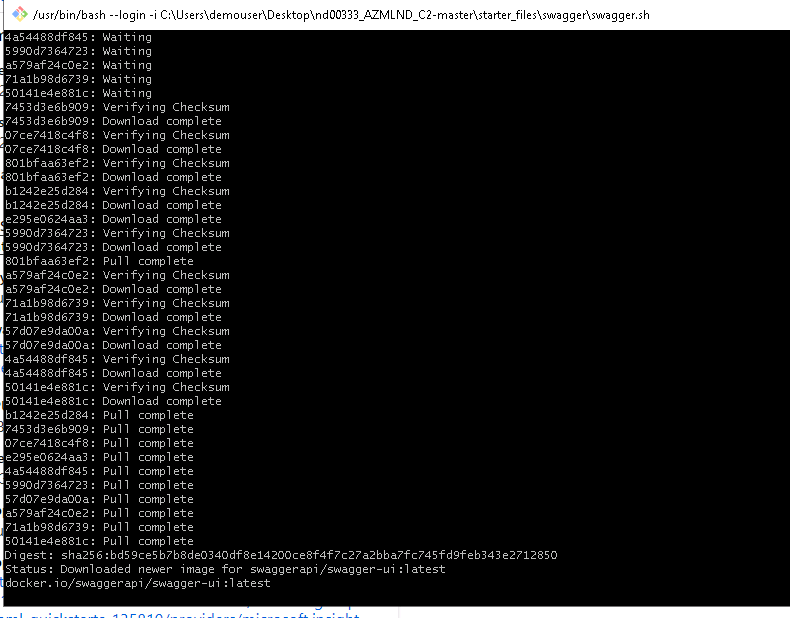 /usr/bin/bash --login -i C:\Users\demouser\Desktop\nd00333_AZMLND_C2-master\starter_files\swagger\swagger.sh
4a54488df845: Waiting
5990d7364723: Waiting
a579af24c0e2: Waiting
71a1b98d6739: Waiting
50141e4e881c: Waiting
7453d3e6b909: Verifying Checksum
7453d3e6b909: Download complete
07ce7418c4f8: Verifying Checksum
07ce7418c4f8: Download complete
801bfaa63ef2: Verifying Checksum
801bfaa63ef2: Download complete
b1242e25d284: Verifying Checksum
b1242e25d284: Download complete
e295e0624aa3: Download complete
5990d7364723: Verifying Checksum
5990d7364723: Download complete
801bfaa63ef2: Pull complete
a579af24c0e2: Verifying Checksum
a579af24c0e2: Download complete
71a1b98d6739: Verifying Checksum
71a1b98d6739: Download complete
57d07e9da00a: Verifying Checksum
57d07e9da00a: Download complete
4a54488df845: Verifying Checksum
4a54488df845: Download complete
50141e4e881c: Verifying Checksum
50141e4e881c: Download complete
b1242e25d284: Pull complete
7453d3e6b909: Pull complete
07ce7418c4f8: Pull complete
e295e0624aa3: Pull complete
4a54488df845: Pull complete
5990d7364723: Pull complete
57d07e9da00a: Pull complete
a579af24c0e2: Pull complete
71a1b98d6739: Pull complete
50141e4e881c: Pull complete
Digest: sha256:bd59ce5b7b8de0340df8e14200ce8f4f7c27a2bba7fc745fd9feb343e2712850
Status: Downloaded newer image for swaggerapi/swagger-ui:latest
docker.io/swaggerapi/swagger-ui:latest